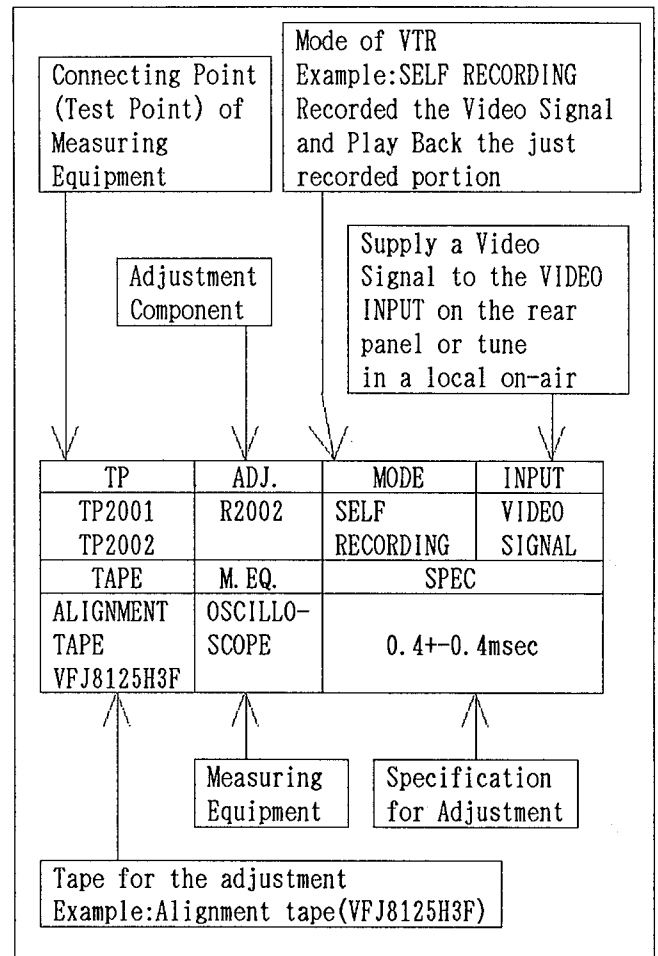 Mode of VTR
Example:SELF RECORDING
Recorded the Video Signal
and Play Back the just
recorded portion
Connecting Point
(Test Point) of
Measuring
Equipment
Supply a Video
Signal to the VIDEO
INPUT on the rear
panel or tune
in a local on-air
Adjustment
Component
TP ADJ. MODE INPUT
TP2001 R2002 SELF VIDEO
TP2002 RECORDING SIGNAL
TAPE M.EQ. SPEC
ALIGNMENT OSCILLO-
TAPE SCOPE 0.4+-0.4msec
VFJ8125H3F
Measuring
Equipment
Specification
for Adjustment
Tape for the adjustment
Example:Alignment tape(VFJ8125H3F)